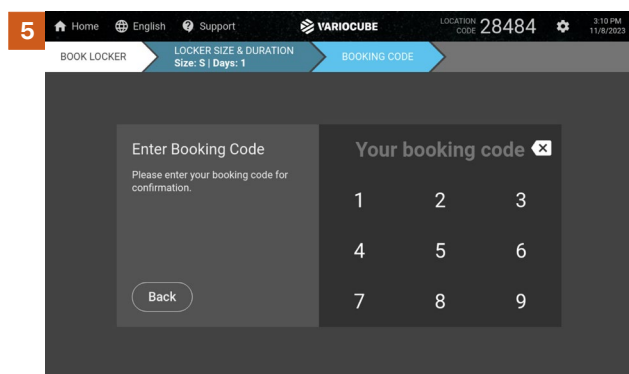 5
Home English Support VARIOCUBE LOCATION CODE 28484 3:10 PM
11/8/2023
BOOK LOCKER
LOCKER SIZE & DURATION
Size: S | Days: 1
BOOKING CODE
Enter Booking Code
Please enter your booking code for
confirmation.
Back
Your booking code
1 2 3
4 5 6
7 8 9